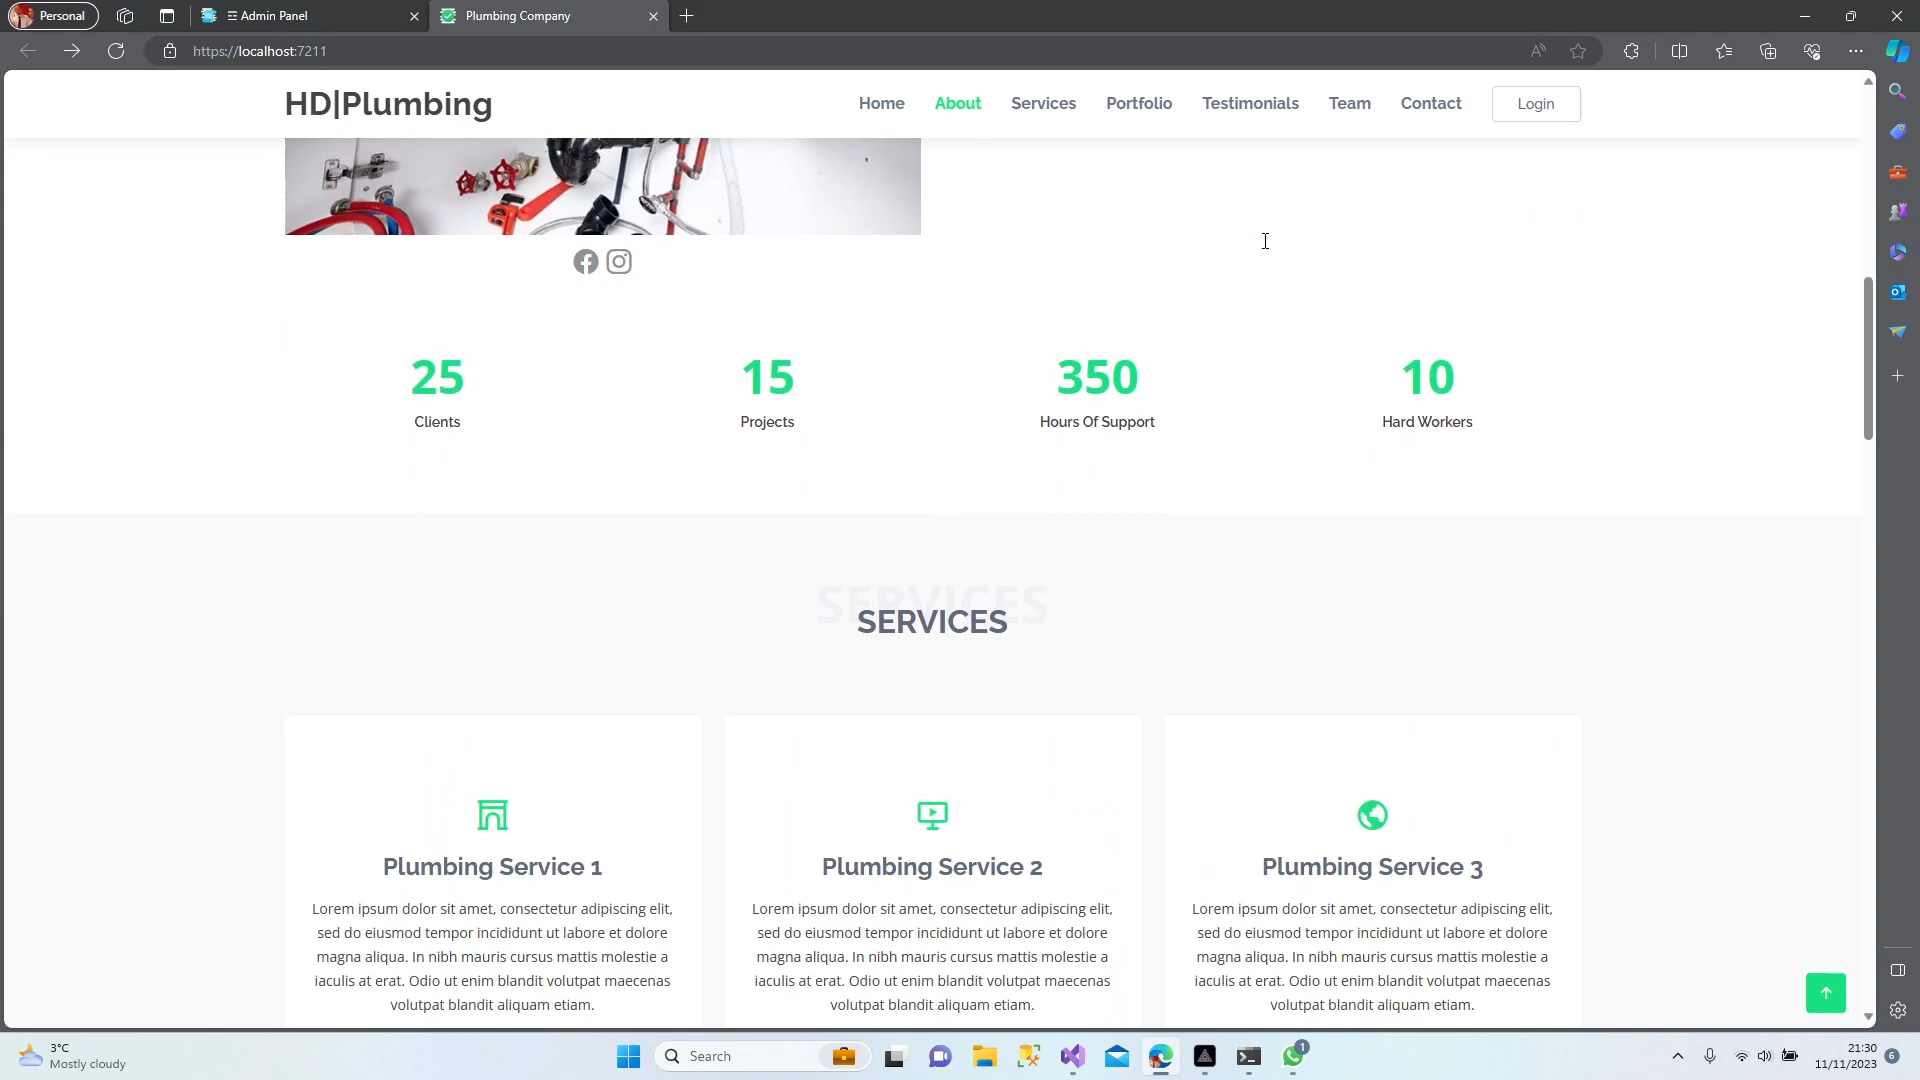 Personal
☲ Admin Panel
Plumbing Company
https://localhost:7211
HD|Plumbing
Home
About
Services
Portfolio
Testimonials
Team
Contact
Login
25
15
350
10
Clients
Projects
Hours Of Support
Hard Workers
SERVICES
SERVICES
Plumbing Service 1
Lorem ipsum dolor sit amet, consectetur adipiscing elit,
sed do eiusmod tempor incididunt ut labore et dolore
magna aliqua. In nibh mauris cursus mattis molestie a
iaculis at erat. Odio ut enim blandit volutpat maecenas
volutpat blandit aliquam etiam.
Plumbing Service 2
Lorem ipsum dolor sit amet, consectetur adipiscing elit,
sed do eiusmod tempor incididunt ut labore et dolore
magna aliqua. In nibh mauris cursus mattis molestie a
iaculis at erat. Odio ut enim blandit volutpat maecenas
volutpat blandit aliquam etiam.
Plumbing Service 3
Lorem ipsum dolor sit amet, consectetur adipiscing elit,
sed do eiusmod tempor incididunt ut labore et dolore
magna aliqua. In nibh mauris cursus mattis molestie a
iaculis at erat. Odio ut enim blandit volutpat maecenas
volutpat blandit aliquam etiam.
3°C
Mostly cloudy
Search
1
21:30
11/11/2023
6